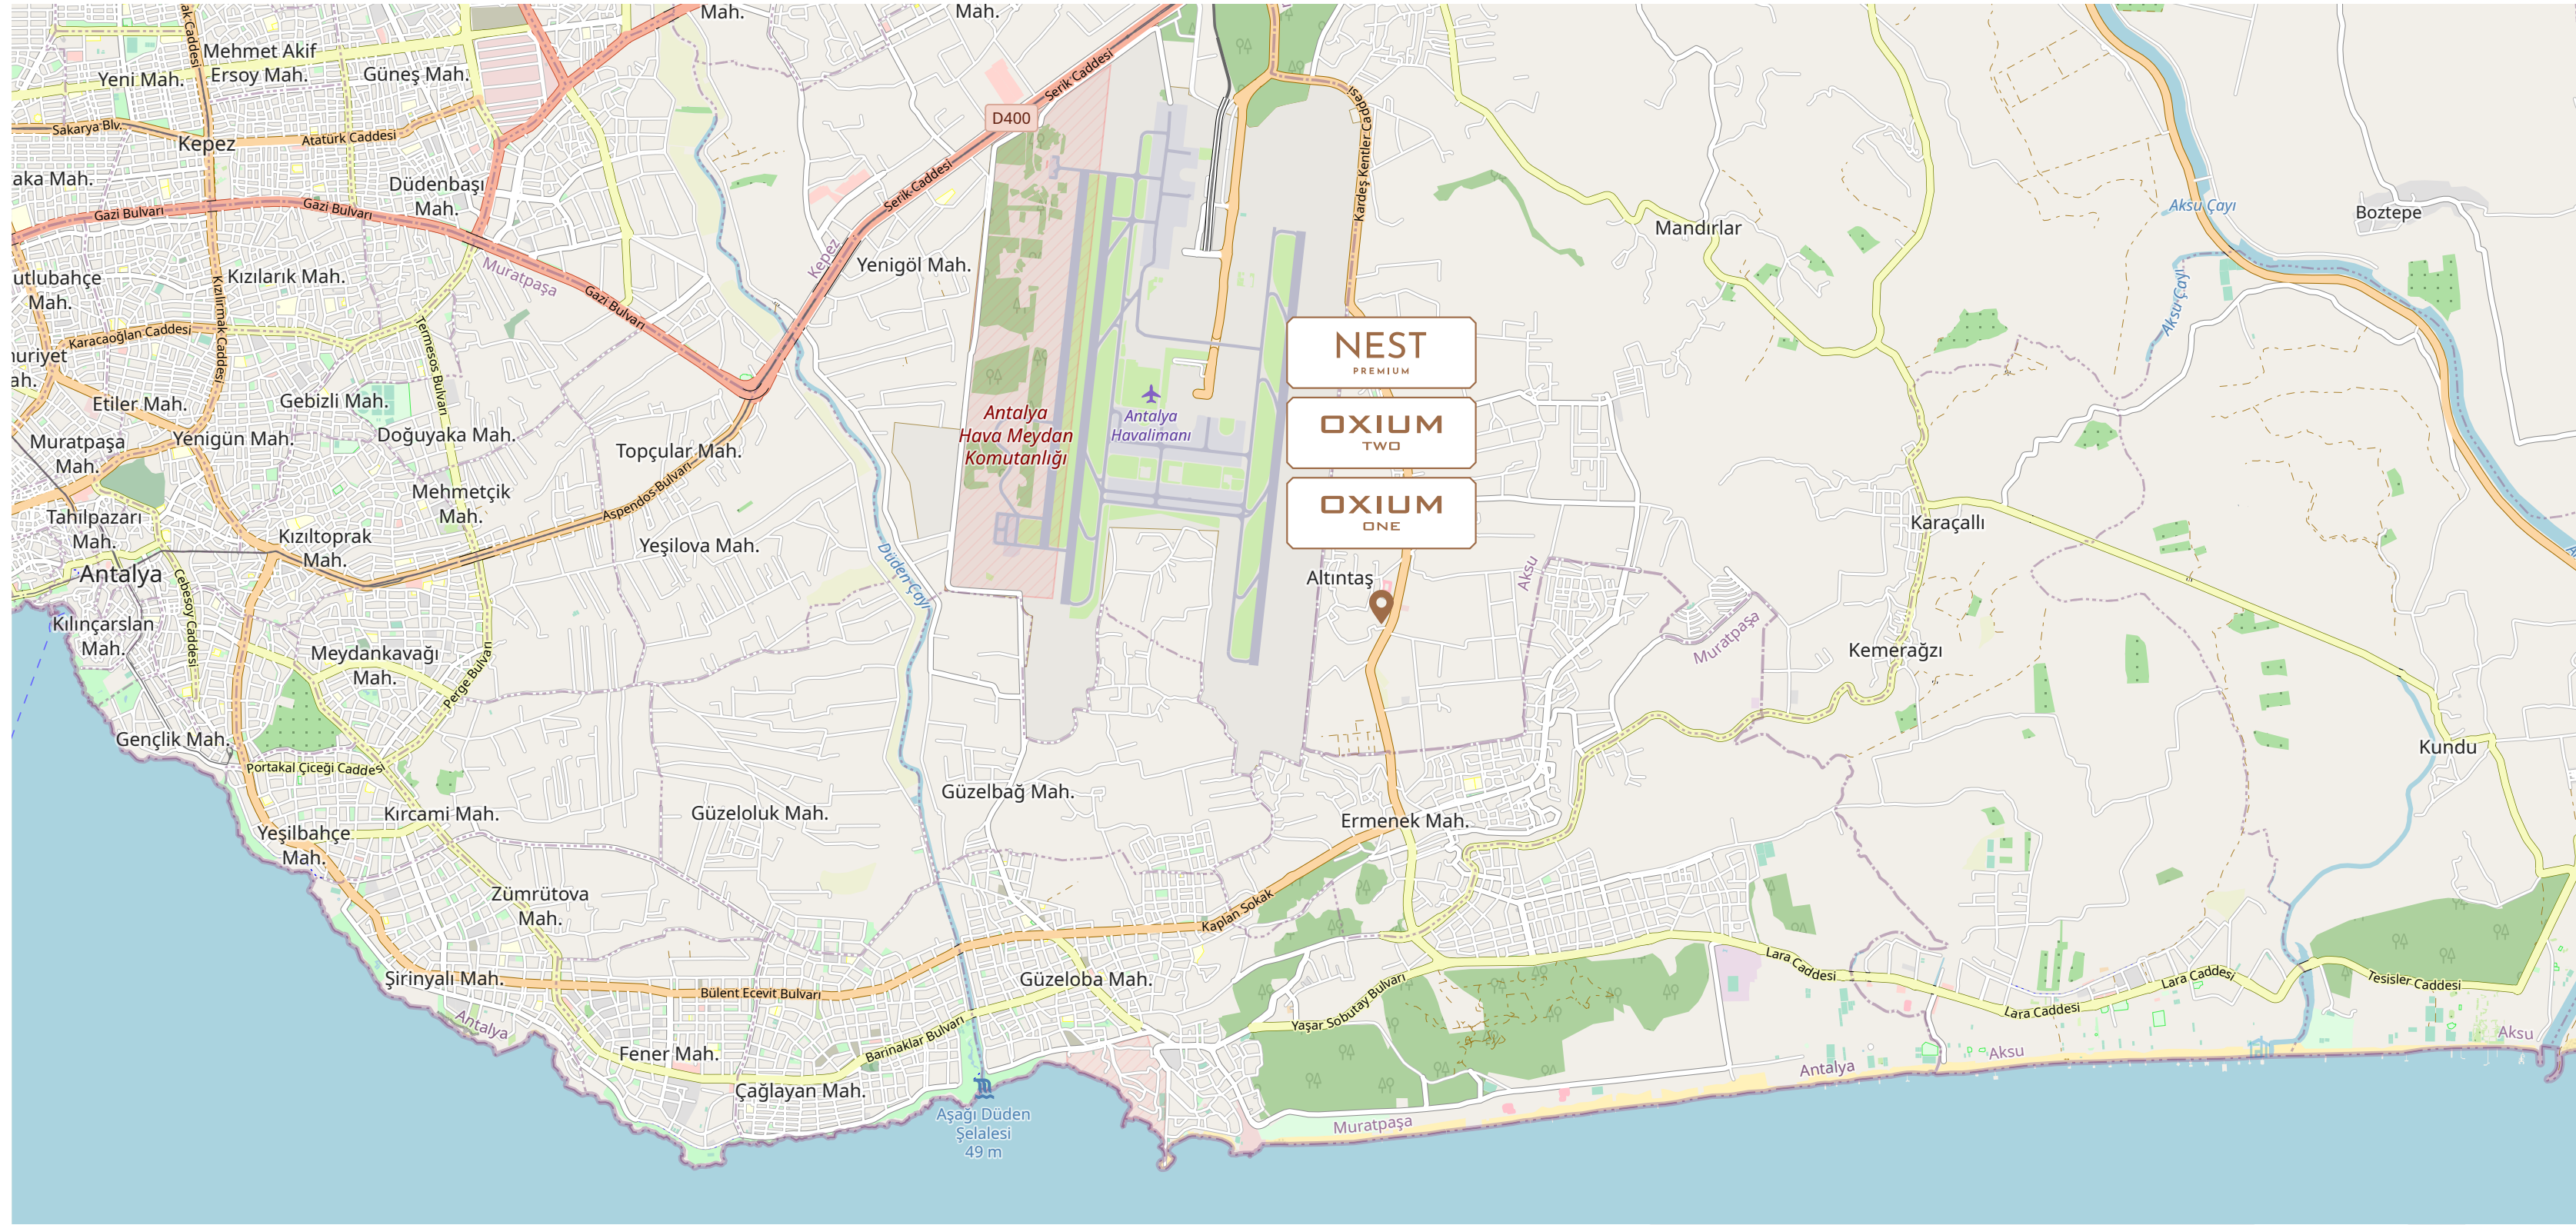 Mah.
Mah.
Mehmet Akif
Ersoy Mah.
Yeni Mah.
Güneş Mah.
Serik Caddesi
D400
Kardeş Kentler Caddesi
Sakarya Blv.
Kepez
Atatürk Caddesi
aka Mah.
Düdenbaşı
Mah.
Serik Caddesi
Gazi Bulvarı
Gazi Bulvarı
Aksu Çayı
Boztepe
Mandırlar
Kepez
Yenigöl Mah.
Muratpaşa
utlubahçe
Mah.
Kızılarık Mah.
Kızılırmak Caddesi
Gazi Bulvarı
Aksu Çayı
Karacaoğlan Caddesi
Termesos Bulvarı
NEST
PREMIUM
Etiler Mah.
Gebizli Mah.
Antalya
Hava Meydan
Komutanlığı
Antalya
Havalimanı
OXIUM
TWO
Muratpaşa
Mah.
Yenigün Mah.
Doğuyaka Mah.
Topçular Mah.
Aspendos Bulvarı
Mehmetçik
Mah.
OXIUM
ONE
Tahılpazarı
Mah.
Kızıltoprak
Mah.
Yeşilova Mah.
Karaçallı
Düden Çayı
Antalya
Cebesoy Caddesi
Altıntaş
Aksu
Kılınçarslan
Mah.
Muratpaşa
Meydankavağı
Mah.
Perge Bulvarı
Kemerağzı
Gençlik Mah.
Portakal Çiçeği Caddesi
Kundu
Güzelbağ Mah.
Kırcami Mah.
Güzeloluk Mah.
Ermenek Mah.
Yeşilbahçe
Mah.
Zümrütova
Mah.
Kaplan Sokak
Şirinyalı Mah.
Bülent Ecevit Bulvarı
Güzeloba Mah.
Yaşar Sobutay Bulvarı
Lara Caddesi
Lara Caddesi
Lara Caddesi
Tesisler Caddesi
Antalya
Fener Mah.
Barınaklar Bulvarı
Çağlayan Mah.
Antalya
Aksu
Aksu
Aşağı Düden
Şelalesi
49 m
Muratpaşa